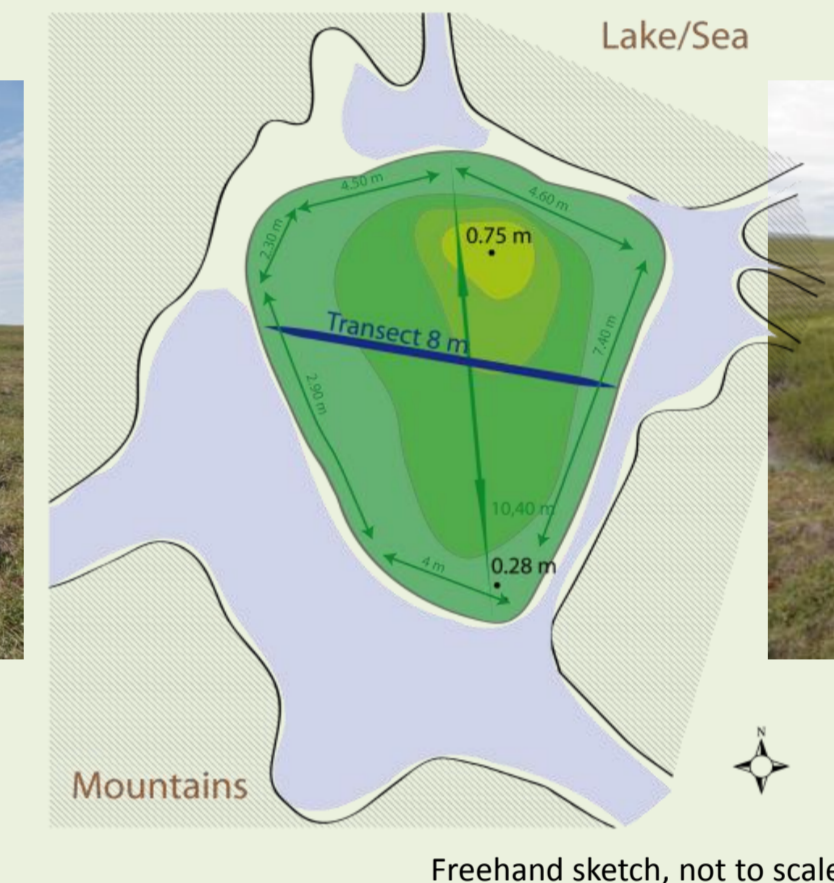 Lake/Sea
4.50 m
4.60 m
2.30 m
0.75 m
Transect 8 m
7.40 m
2.90 m
10,40 m
0.28 m
4 m
N
Mountains
Freehand sketch, not to scale